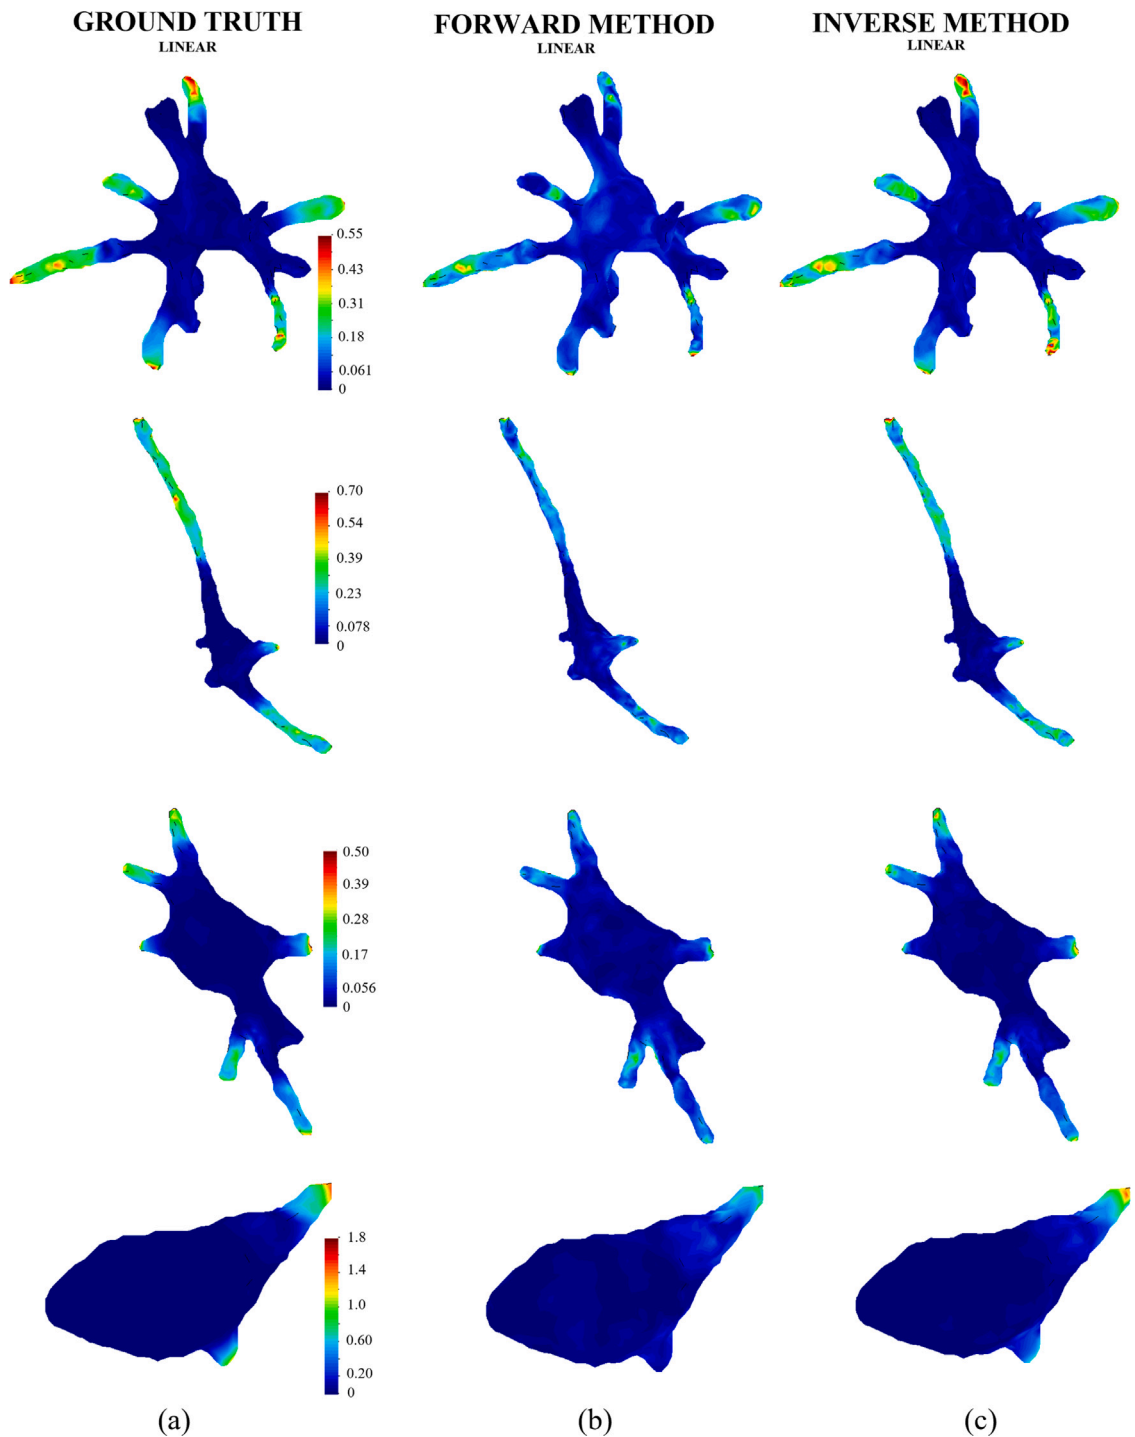 GROUND TRUTH
LINEAR
FORWARD METHOD
LINEAR
INVERSE METHOD
LINEAR
0.55
0.43
0.31
0.18
0.061
0
0.70
0.54
0.39
0.23
0.078
0
0.50
0.39
0.28
0.17
0.056
0
1.8
1.4
1.0
0.60
0.20
0
(a)
(b)
(c)